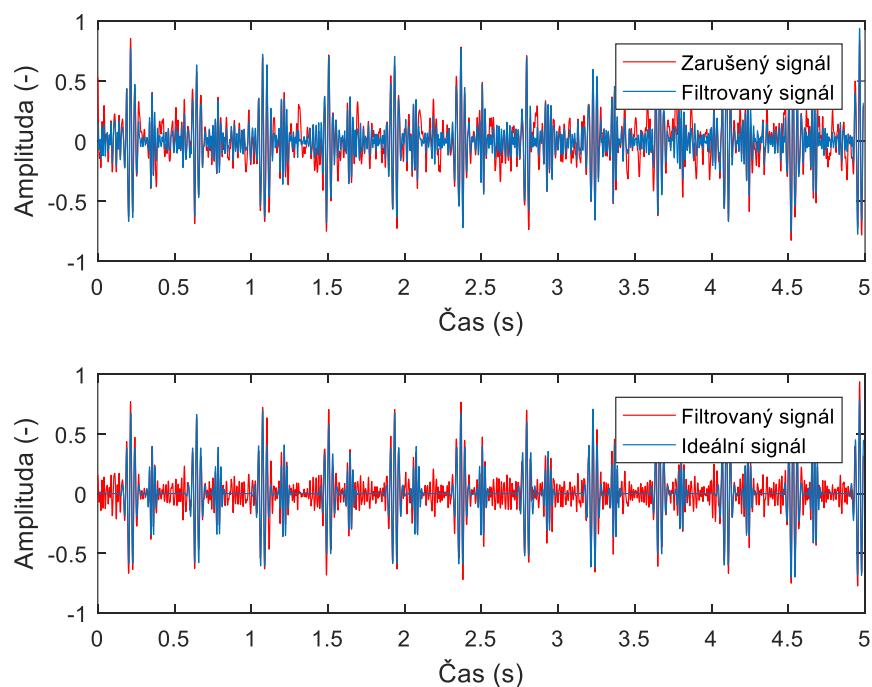 1
0.5
0
-0.5
-1
Amplituda (-)
Zarušený signál
Filtrovaný signál
0 0.5 1 1.5 2 2.5 3 3.5 4 4.5 5
Čas (s)
1
0.5
0
-0.5
-1
Amplituda (-)
Filtrovaný signál
Ideální signál
0 0.5 1 1.5 2 2.5 3 3.5 4 4.5 5
Čas (s)